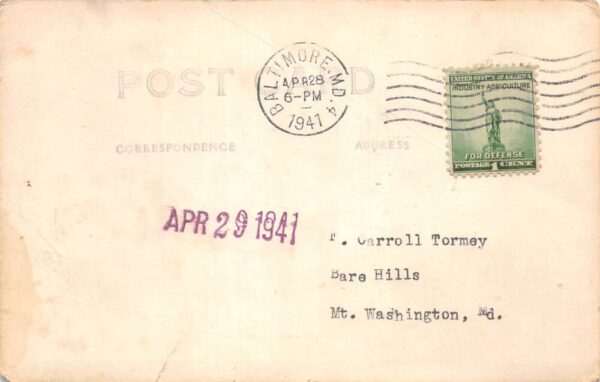 POST CARD
BALTIMORE, MD. 4
APR 28
6-PM
1941
UNITED STATES OF AMERICA
INDUSTRY-AGRICULTURE
FOR DEFENSE
POSTAGE 1 CENT
CORRESPONDENCE
ADDRESS
APR 29 1941
F. Carroll Tormey
Bare Hills
Mt. Washington, Md.